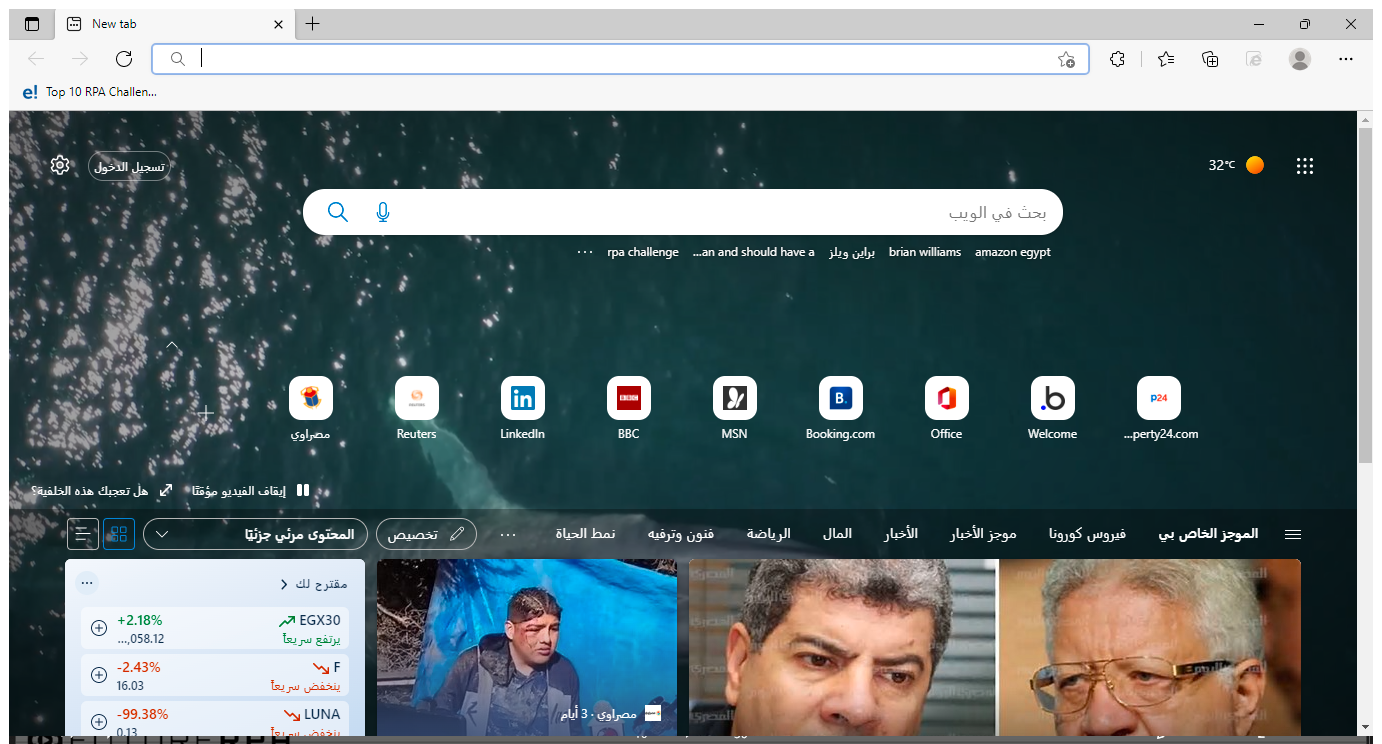 New tab
Top 10 RPA Challen...
تسجيل الدخول
32°C
بحث في الويب
amazon egypt
brian williams
براين ويلز
...an and should have a
rpa challenge
مصراوي
Reuters
LinkedIn
BBC
MSN
Booking.com
Office
Welcome
...perty24.com
هل تعجبك هذه الخلفية؟
إيقاف الفيديو مؤقتًا
الموجز الخاص بي
فيروس كورونا
موجز الأخبار
الأخبار
المال
الرياضة
فنون وترفيه
نمط الحياة
تخصيص
المحتوى مرئي جزئيًا
مقترح لك
EGX30
+2.18%
يرتفع سريعاً
...,058.12
F
-2.43%
ينخفض سريعاً
16.03
LUNA
-99.38%
ينخفض سريعاً
0.13
مصراوي · 3 أيام